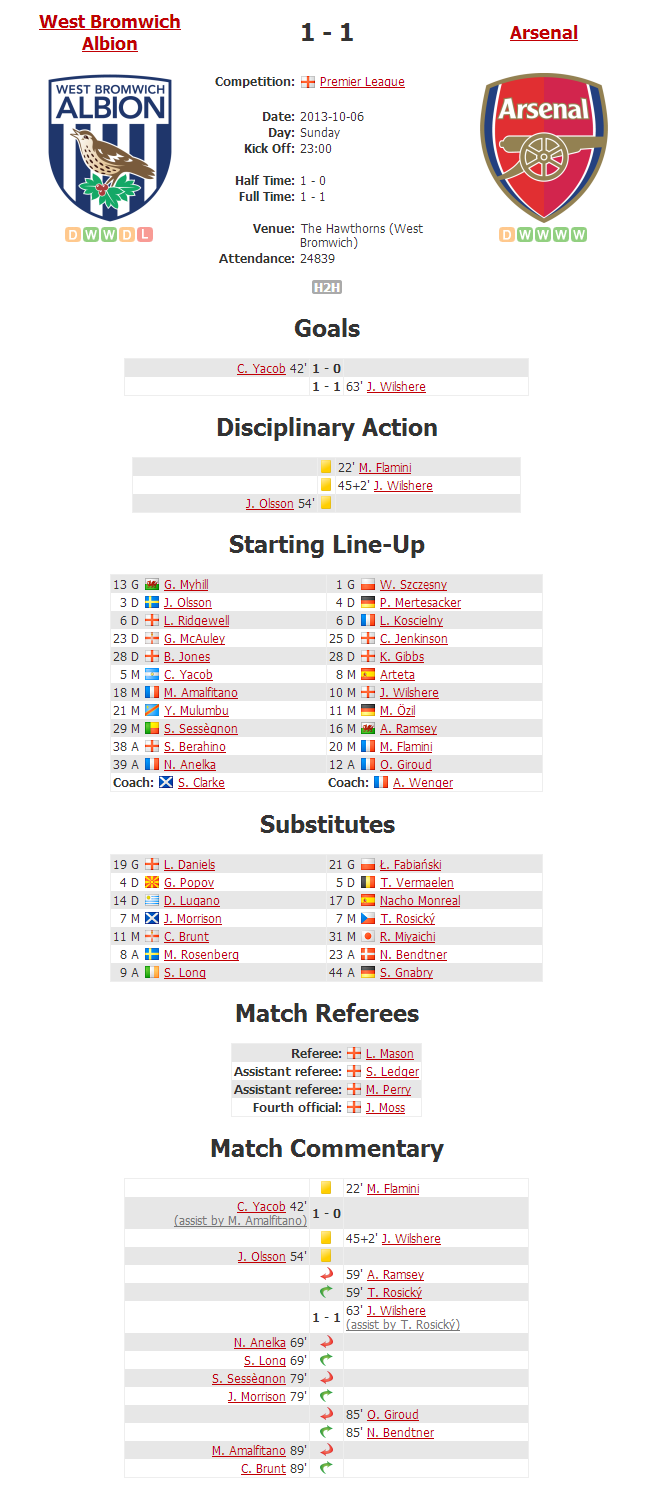 West Bromwich
Albion
1 - 1
Arsenal
WEST BROMWICH
ALBION
Arsenal
Competition: Premier League
Date: 2013-10-06
Day: Sunday
Kick Off: 23:00
Half Time: 1 - 0
Full Time: 1 - 1
Venue: The Hawthorns (West
Bromwich)
Attendance: 24839
D W W D L
D W W W W
H2H
Goals
C. Yacob 42' 1 - 0
1 - 1 63' J. Wilshere
Disciplinary Action
22' M. Flamini
45+2' J. Wilshere
J. Olsson 54'
Starting Line-Up
13 G G. Myhill 1 G W. Szczesny
3 D J. Olsson 4 D P. Mertesacker
6 D L. Ridgewell 6 D L. Koscielny
23 D G. McAuley 25 D C. Jenkinson
28 D B. Jones 28 D K. Gibbs
5 M C. Yacob 8 M Arteta
18 M M. Amalfitano 10 M J. Wilshere
21 M Y. Mulumbu 11 M M. Özil
29 M S. Sessègnon 16 M A. Ramsey
38 A S. Berahino 20 M M. Flamini
39 A N. Anelka 12 A O. Giroud
Coach: S. Clarke Coach: A. Wenger
Substitutes
19 G L. Daniels 21 G Ł. Fabiański
4 D G. Popov 5 D T. Vermaelen
14 D D. Lugano 17 D Nacho Monreal
7 M J. Morrison 7 M T. Rosický
11 M C. Brunt 31 M R. Miyaichi
8 A M. Rosenberg 23 A N. Bendtner
9 A S. Long 44 A S. Gnabry
Match Referees
Referee: L. Mason
Assistant referee: S. Ledger
Assistant referee: M. Perry
Fourth official: J. Moss
Match Commentary
22' M. Flamini
C. Yacob 42' 1 - 0
(assist by M. Amalfitano)
45+2' J. Wilshere
J. Olsson 54'
59' A. Ramsey
59' T. Rosický
1 - 1 63' J. Wilshere
(assist by T. Rosický)
N. Anelka 69'
S. Long 69'
S. Sessègnon 79'
J. Morrison 79'
85' O. Giroud
85' N. Bendtner
M. Amalfitano 89'
C. Brunt 89'